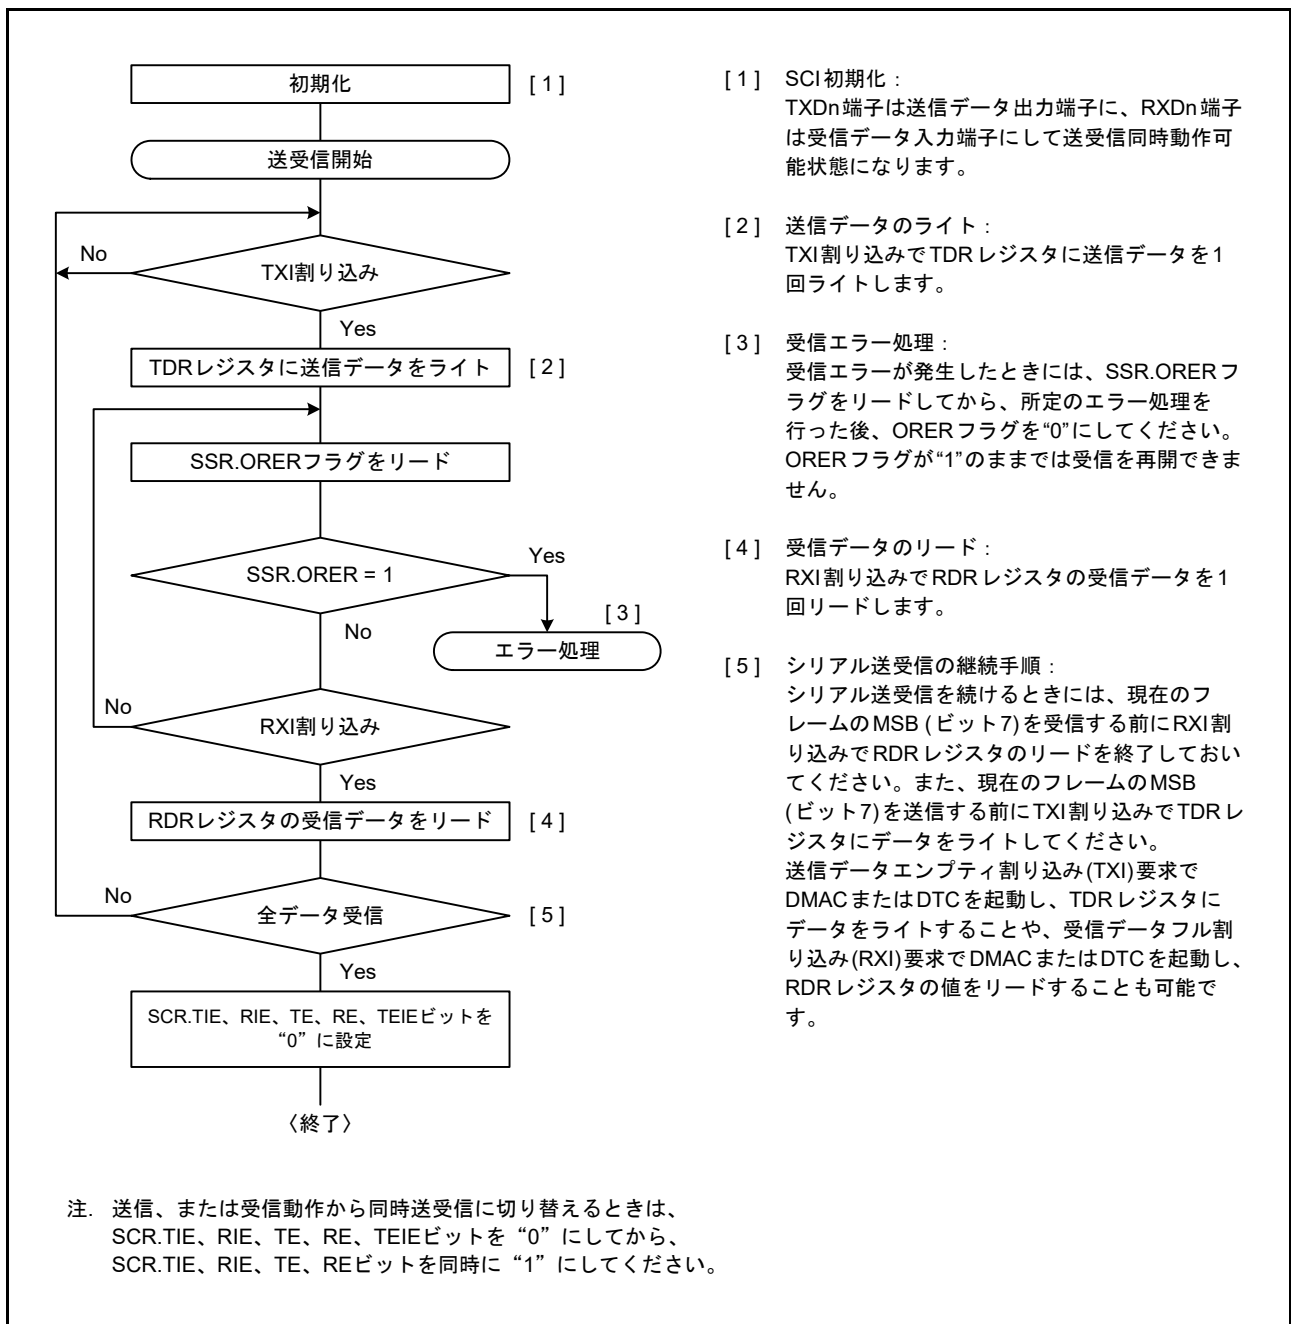 初期化
[ 1 ]
送受信開始
No
TXI割り込み
Yes
TDRレジスタに送信データをライト
[ 2 ]
SSR.ORERフラグをリード
SSR.ORER = 1
Yes
[ 3 ]
No
エラー処理
No
RXI割り込み
Yes
RDRレジスタの受信データをリード
[ 4 ]
No
全データ受信
[ 5 ]
Yes
SCR.TIE、RIE、TE、RE、TEIEビットを
“0”に設定
〈終了〉
[ 1 ] SCI初期化：
TXDn端子は送信データ出力端子に、RXDn端子
は受信データ入力端子にして送受信同時動作可
能状態になります。
[ 2 ] 送信データのライト：
TXI割り込みでTDRレジスタに送信データを1
回ライトします。
[ 3 ] 受信エラー処理：
受信エラーが発生したときには、SSR.ORERフ
ラグをリードしてから、所定のエラー処理を
行った後、ORERフラグを“0”にしてください。
ORERフラグが“1”のままでは受信を再開できま
せん。
[ 4 ] 受信データのリード：
RXI割り込みでRDRレジスタの受信データを1
回リードします。
[ 5 ] シリアル送受信の継続手順：
シリアル送受信を続けるときには、現在のフ
レームのMSB (ビット7)を受信する前にRXI割
り込みでRDRレジスタのリードを終了しておい
てください。また、現在のフレームのMSB
(ビット7)を送信する前にTXI割り込みでTDRレ
ジスタにデータをライトしてください。
送信データエンプティ割り込み(TXI)要求で
DMACまたはDTCを起動し、TDRレジスタに
データをライトすることや、受信データフル割
り込み(RXI)要求でDMACまたはDTCを起動し、
RDRレジスタの値をリードすることも可能で
す。
注. 送信、または受信動作から同時送受信に切り替えるときは、
SCR.TIE、RIE、TE、RE、TEIEビットを“0”にしてから、
SCR.TIE、RIE、TE、REビットを同時に“1”にしてください。